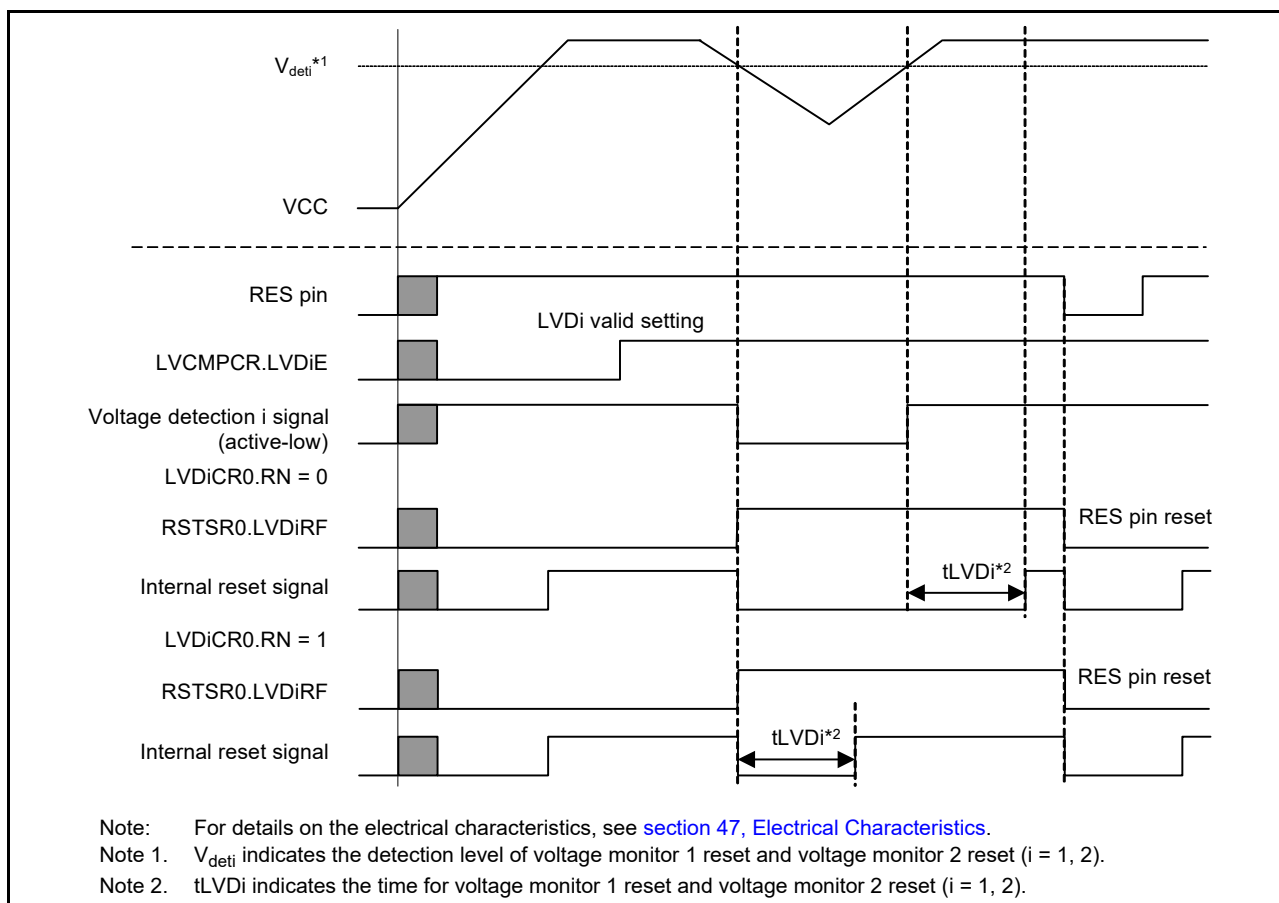 Vdeti*1
VCC
RES pin
LVDi valid setting
LVCMPCR.LVDiE
Voltage detection i signal
(active-low)
LVDiCR0.RN = 0
RSTSR0.LVDiRF
RES pin reset
tLVDi*2
Internal reset signal
LVDiCR0.RN = 1
RSTSR0.LVDiRF
RES pin reset
tLVDi*2
Internal reset signal
Note: For details on the electrical characteristics, see section 47, Electrical Characteristics.
Note 1. Vdeti indicates the detection level of voltage monitor 1 reset and voltage monitor 2 reset (i = 1, 2).
Note 2. tLVDi indicates the time for voltage monitor 1 reset and voltage monitor 2 reset (i = 1, 2).